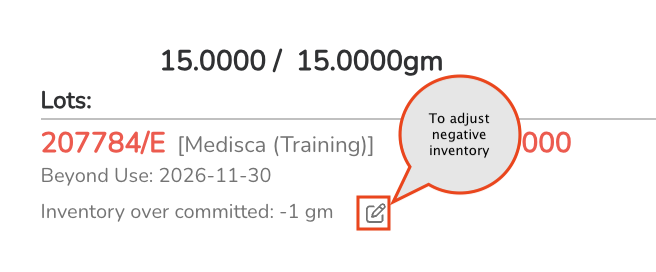 15.0000 / 15.0000gm
Lots:
207784/E [Medisca (Training)] 000
Beyond Use: 2026-11-30
Inventory over committed: -1 gm
To adjust
negative
inventory